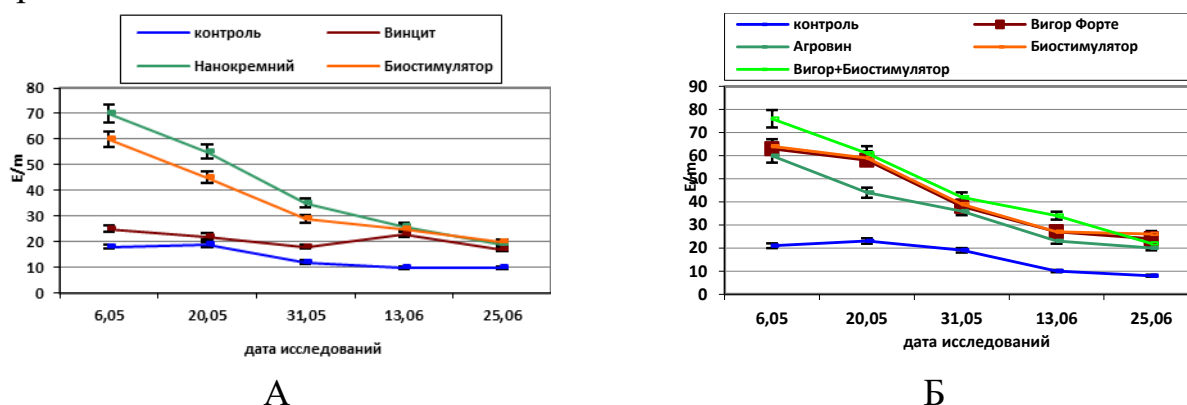 контроль Винцит
Нанокремний Биостимулятор
E/m
80
70
60
50
40
30
20
10
0
6,05 20,05 31,05 13,06 25,06
дата исследований
А
контроль Вигор Форте
Агровин Биостимулятор
Вигор+Биостимулятор
E/m
90
80
70
60
50
40
30
20
10
0
6,05 20,05 31,05 13,06 25,06
дата исследований
Б